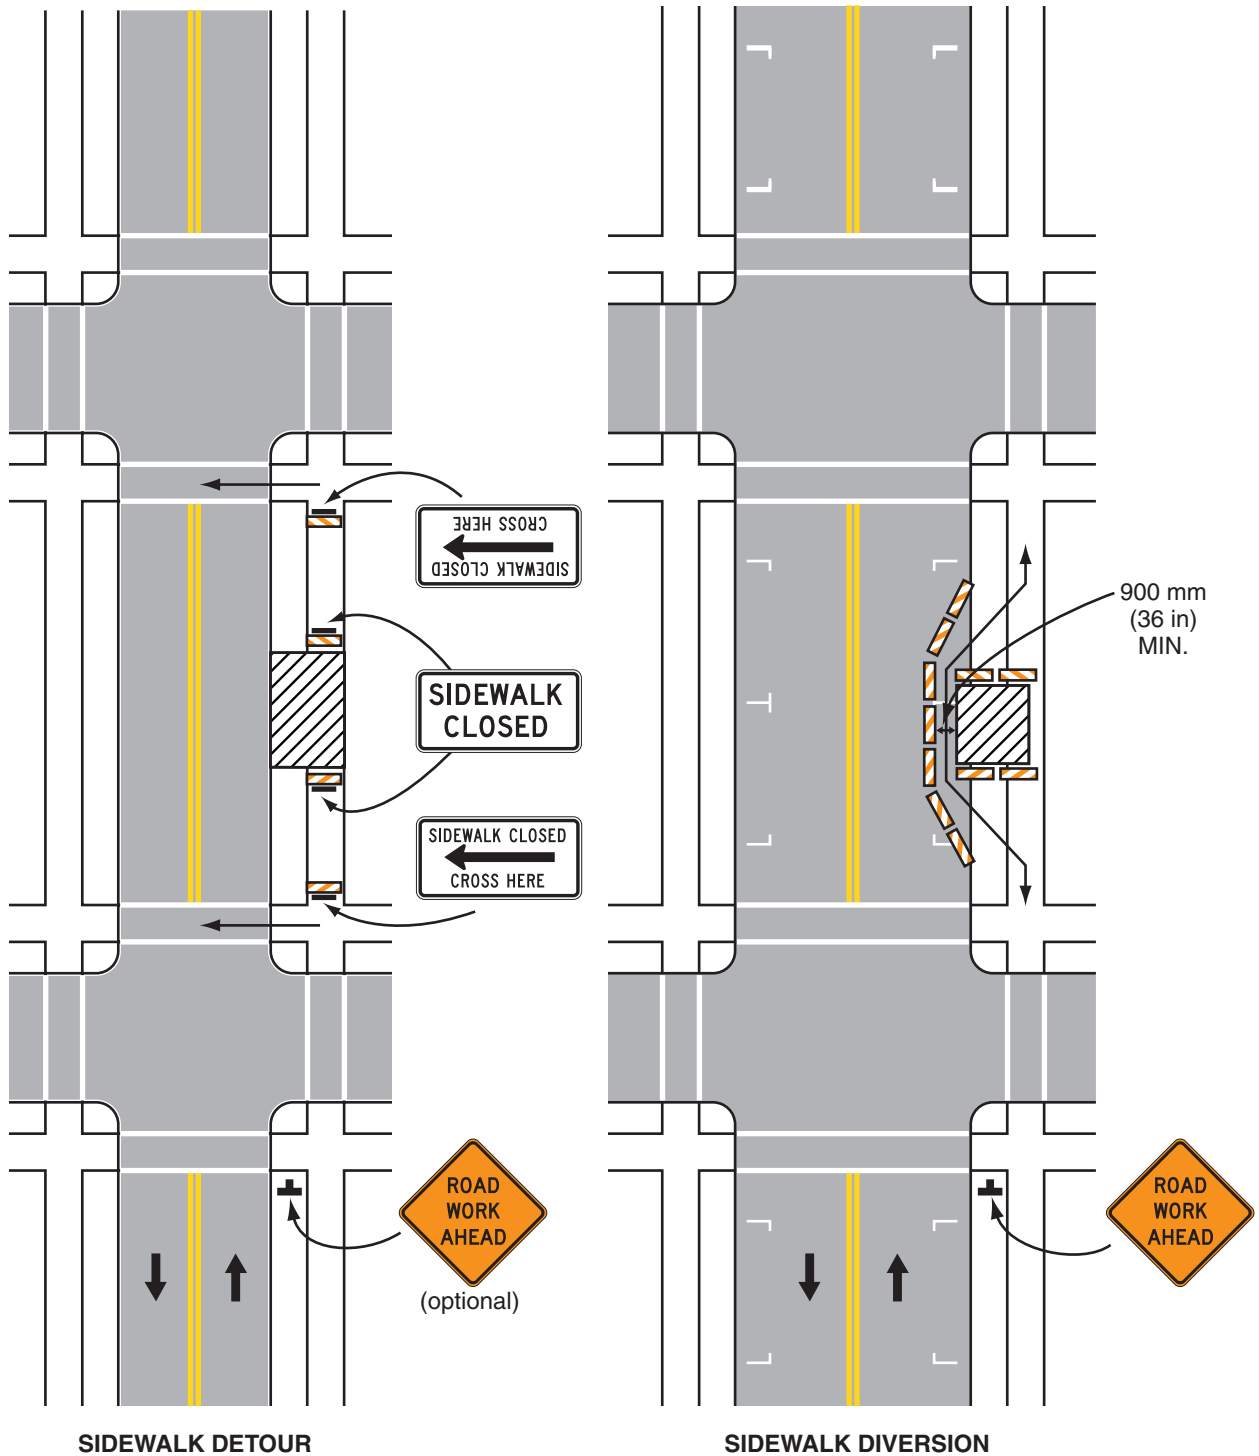 CROSS HERE
SIDEWALK CLOSED
SIDEWALK
CLOSED
SIDEWALK CLOSED
CROSS HERE
ROAD
WORK
AHEAD
(optional)
SIDEWALK DETOUR
900 mm
(36 in)
MIN.
ROAD
WORK
AHEAD
SIDEWALK DIVERSION